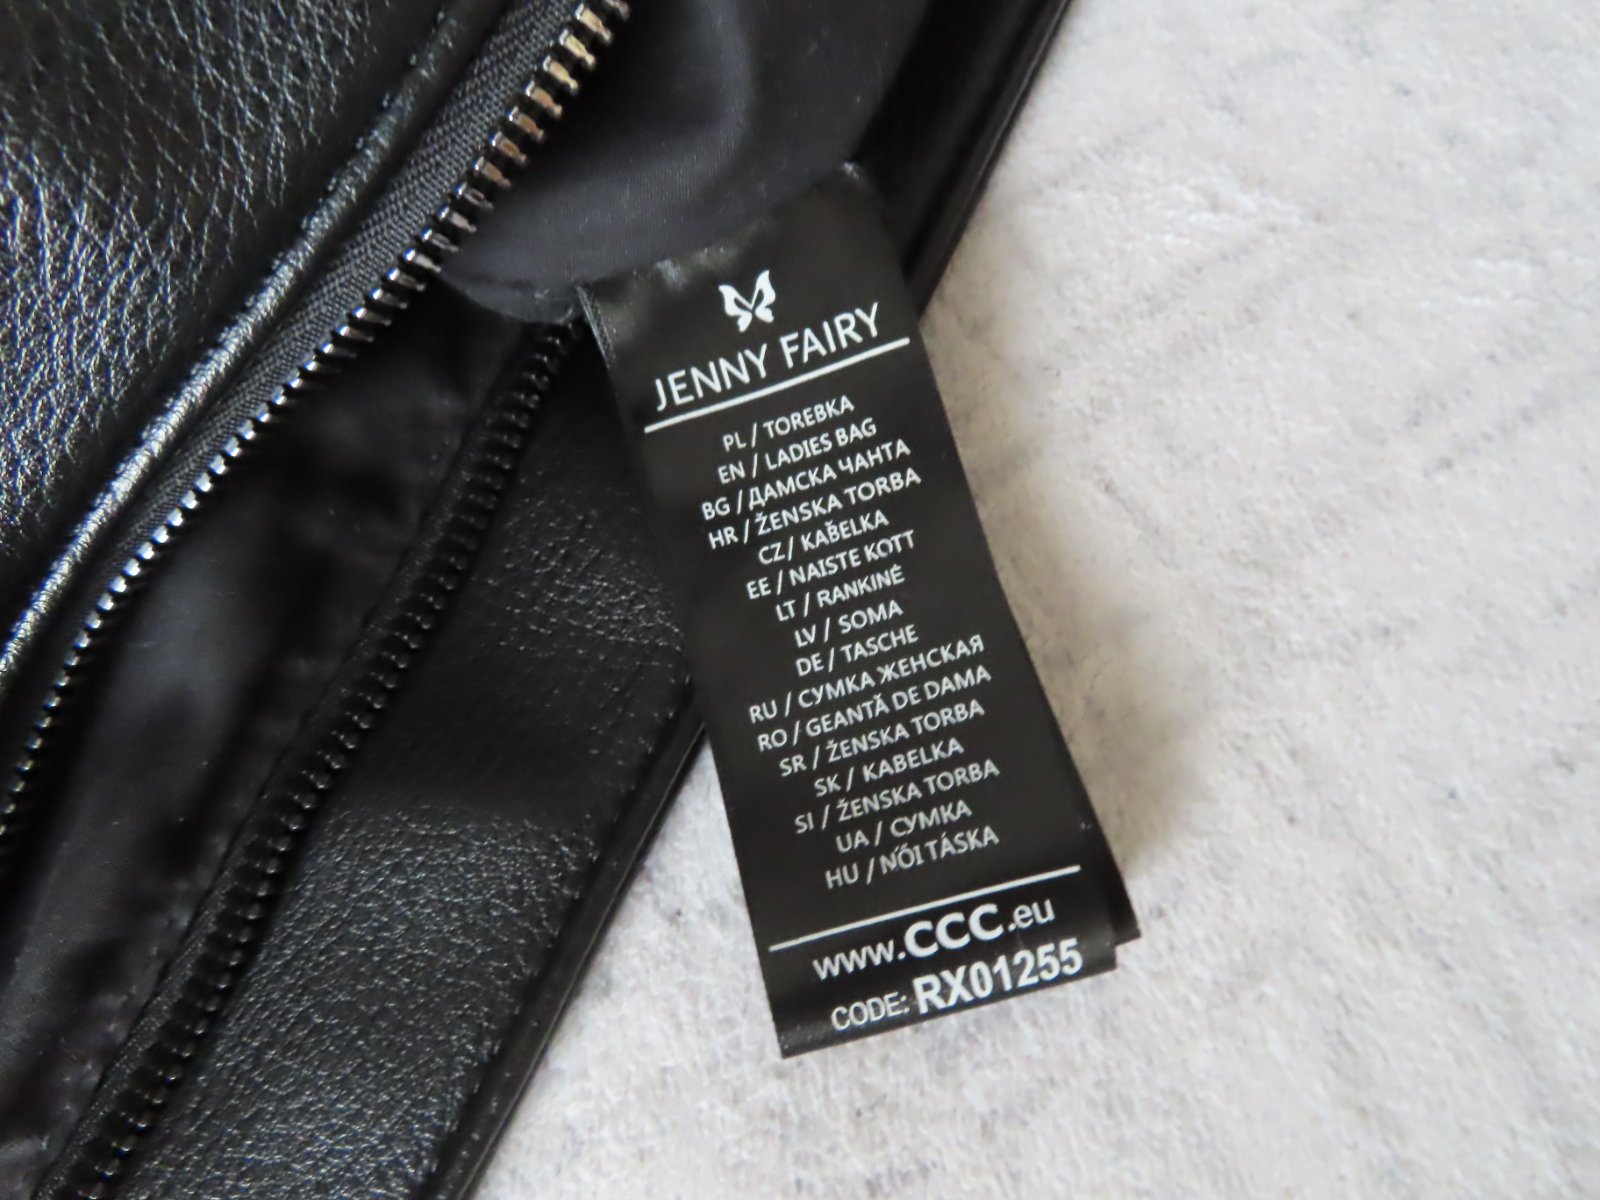 JENNY FAIRY
PL / TOREBKA
EN / LADIES BAG
BG / ДАМСКА ЧАНТА
HR / ŽENSKA TORBA
CZ / KABELKA
EE / NAISTE KOTT
LT / RANKINĖ
LV / SOMA
DE / TASCHE
RU / СУМКА ЖЕНСКАЯ
RO / GEANTĂ DE DAMA
SR / ŽENSKA TORBA
SK / KABELKA
SI / ŽENSKA TORBA
UA / СУМКА
HU / NŐI TÁSKA
www.CCC.eu
CODE: RX01255